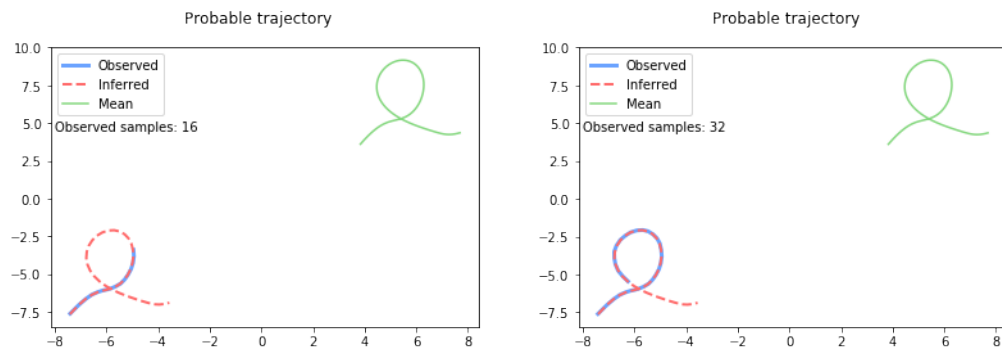 Probable trajectory
10.0
7.5
5.0
2.5
0.0
−2.5
−5.0
−7.5
−8 −6 −4 −2 0 2 4 6 8
Observed
Inferred
Mean
Observed samples: 16
Probable trajectory
10.0
7.5
5.0
2.5
0.0
−2.5
−5.0
−7.5
−8 −6 −4 −2 0 2 4 6 8
Observed
Inferred
Mean
Observed samples: 32